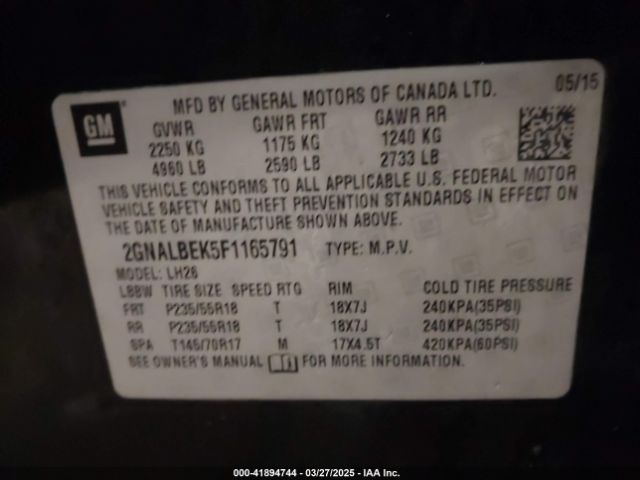 GM
MFD BY GENERAL MOTORS OF CANADA LTD. 05/15
GVWR GAWR FRT GAWR RR
2250 KG 1175 KG 1240 KG
4960 LB 2590 LB 2733 LB
THIS VEHICLE CONFORMS TO ALL APPLICABLE U.S. FEDERAL MOTOR
VEHICLE SAFETY AND THEFT PREVENTION STANDARDS IN EFFECT ON
THE DATE OF MANUFACTURE SHOWN ABOVE.
2GNALBEK5F1165791 TYPE: M.P.V.
MODEL: LH26
LBBW TIRE SIZE SPEED RTG RIM COLD TIRE PRESSURE
FRT P235/55R18 T 18X7J 240KPA(35PSI)
RR P235/55R18 T 18X7J 240KPA(35PSI)
SPA T145/70R17 M 17X4.5T 420KPA(60PSI)
SEE OWNER'S MANUAL FOR MORE INFORMATION.
000-41894744 — 03/27/2025 — IAA Inc.